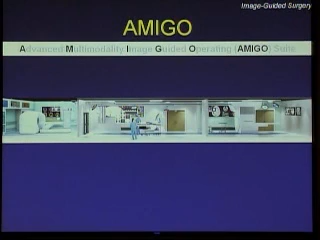 Image-Guided Surgery
AMIGO
Advanced Multimodality Image Guided Operating (AMIGO) Suite